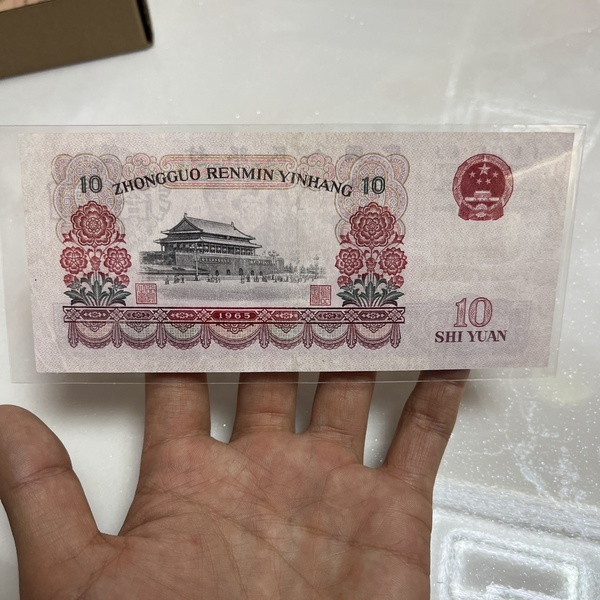 10 ZHONGGUO RENMIN YINHANG 10
1965
10
SHI YUAN